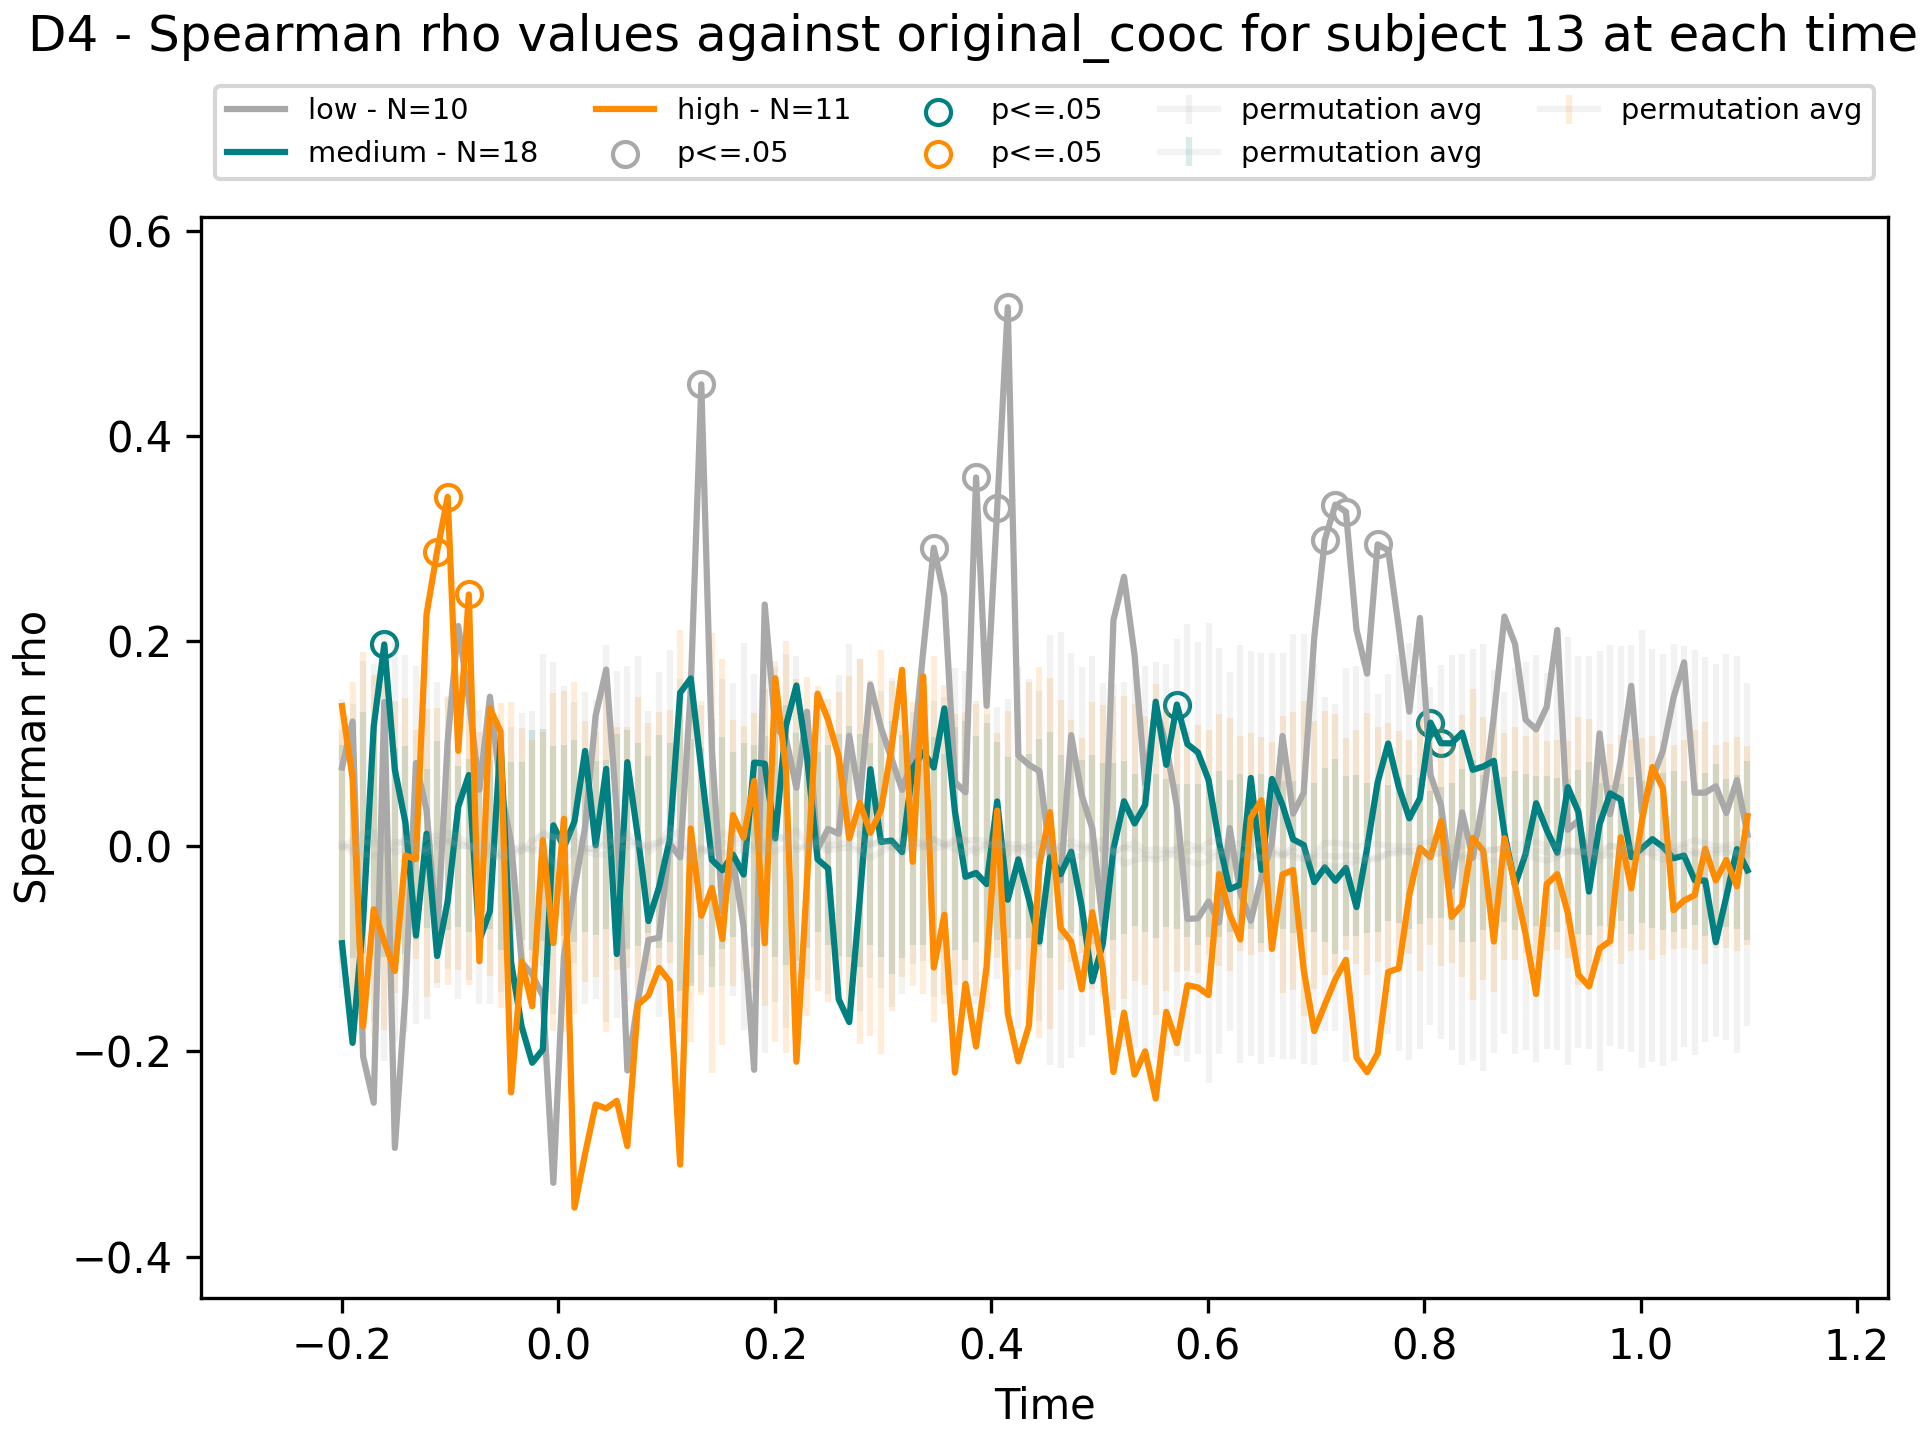 D4 - Spearman rho values against original_cooc for subject 13 at each time
low - N=10 high - N=11 p<=.05 permutation avg permutation avg
medium - N=18 p<=.05 p<=.05 permutation avg
0.6
0.4
0.2
0.0
−0.2
−0.4
Spearman rho
−0.2 0.0 0.2 0.4 0.6 0.8 1.0 1.2
Time